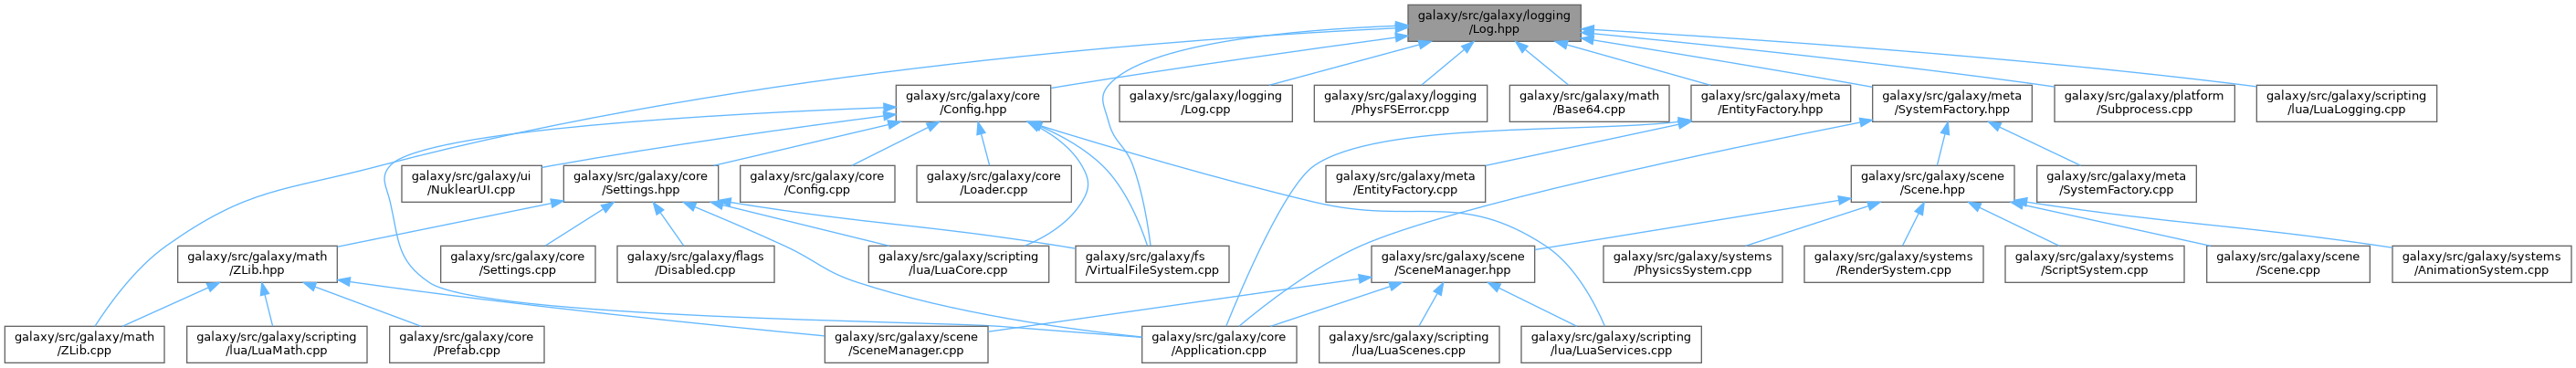 galaxy/src/galaxy/logging
/Log.hpp
galaxy/src/galaxy/core
/Config.hpp
galaxy/src/galaxy/logging
/Log.cpp
galaxy/src/galaxy/logging
/PhysFSError.cpp
galaxy/src/galaxy/math
/Base64.cpp
galaxy/src/galaxy/meta
/EntityFactory.hpp
galaxy/src/galaxy/meta
/SystemFactory.hpp
galaxy/src/galaxy/platform
/Subprocess.cpp
galaxy/src/galaxy/scripting
/lua/LuaLogging.cpp
galaxy/src/galaxy/ui
/NuklearUI.cpp
galaxy/src/galaxy/core
/Settings.hpp
galaxy/src/galaxy/core
/Config.cpp
galaxy/src/galaxy/core
/Loader.cpp
galaxy/src/galaxy/meta
/EntityFactory.cpp
galaxy/src/galaxy/scene
/Scene.hpp
galaxy/src/galaxy/meta
/SystemFactory.cpp
galaxy/src/galaxy/math
/ZLib.hpp
galaxy/src/galaxy/core
/Settings.cpp
galaxy/src/galaxy/flags
/Disabled.cpp
galaxy/src/galaxy/scripting
/lua/LuaCore.cpp
galaxy/src/galaxy/fs
/VirtualFileSystem.cpp
galaxy/src/galaxy/scene
/SceneManager.hpp
galaxy/src/galaxy/systems
/PhysicsSystem.cpp
galaxy/src/galaxy/systems
/RenderSystem.cpp
galaxy/src/galaxy/systems
/ScriptSystem.cpp
galaxy/src/galaxy/scene
/Scene.cpp
galaxy/src/galaxy/systems
/AnimationSystem.cpp
galaxy/src/galaxy/math
/ZLib.cpp
galaxy/src/galaxy/scripting
/lua/LuaMath.cpp
galaxy/src/galaxy/core
/Prefab.cpp
galaxy/src/galaxy/scene
/SceneManager.cpp
galaxy/src/galaxy/core
/Application.cpp
galaxy/src/galaxy/scripting
/lua/LuaScenes.cpp
galaxy/src/galaxy/scripting
/lua/LuaServices.cpp